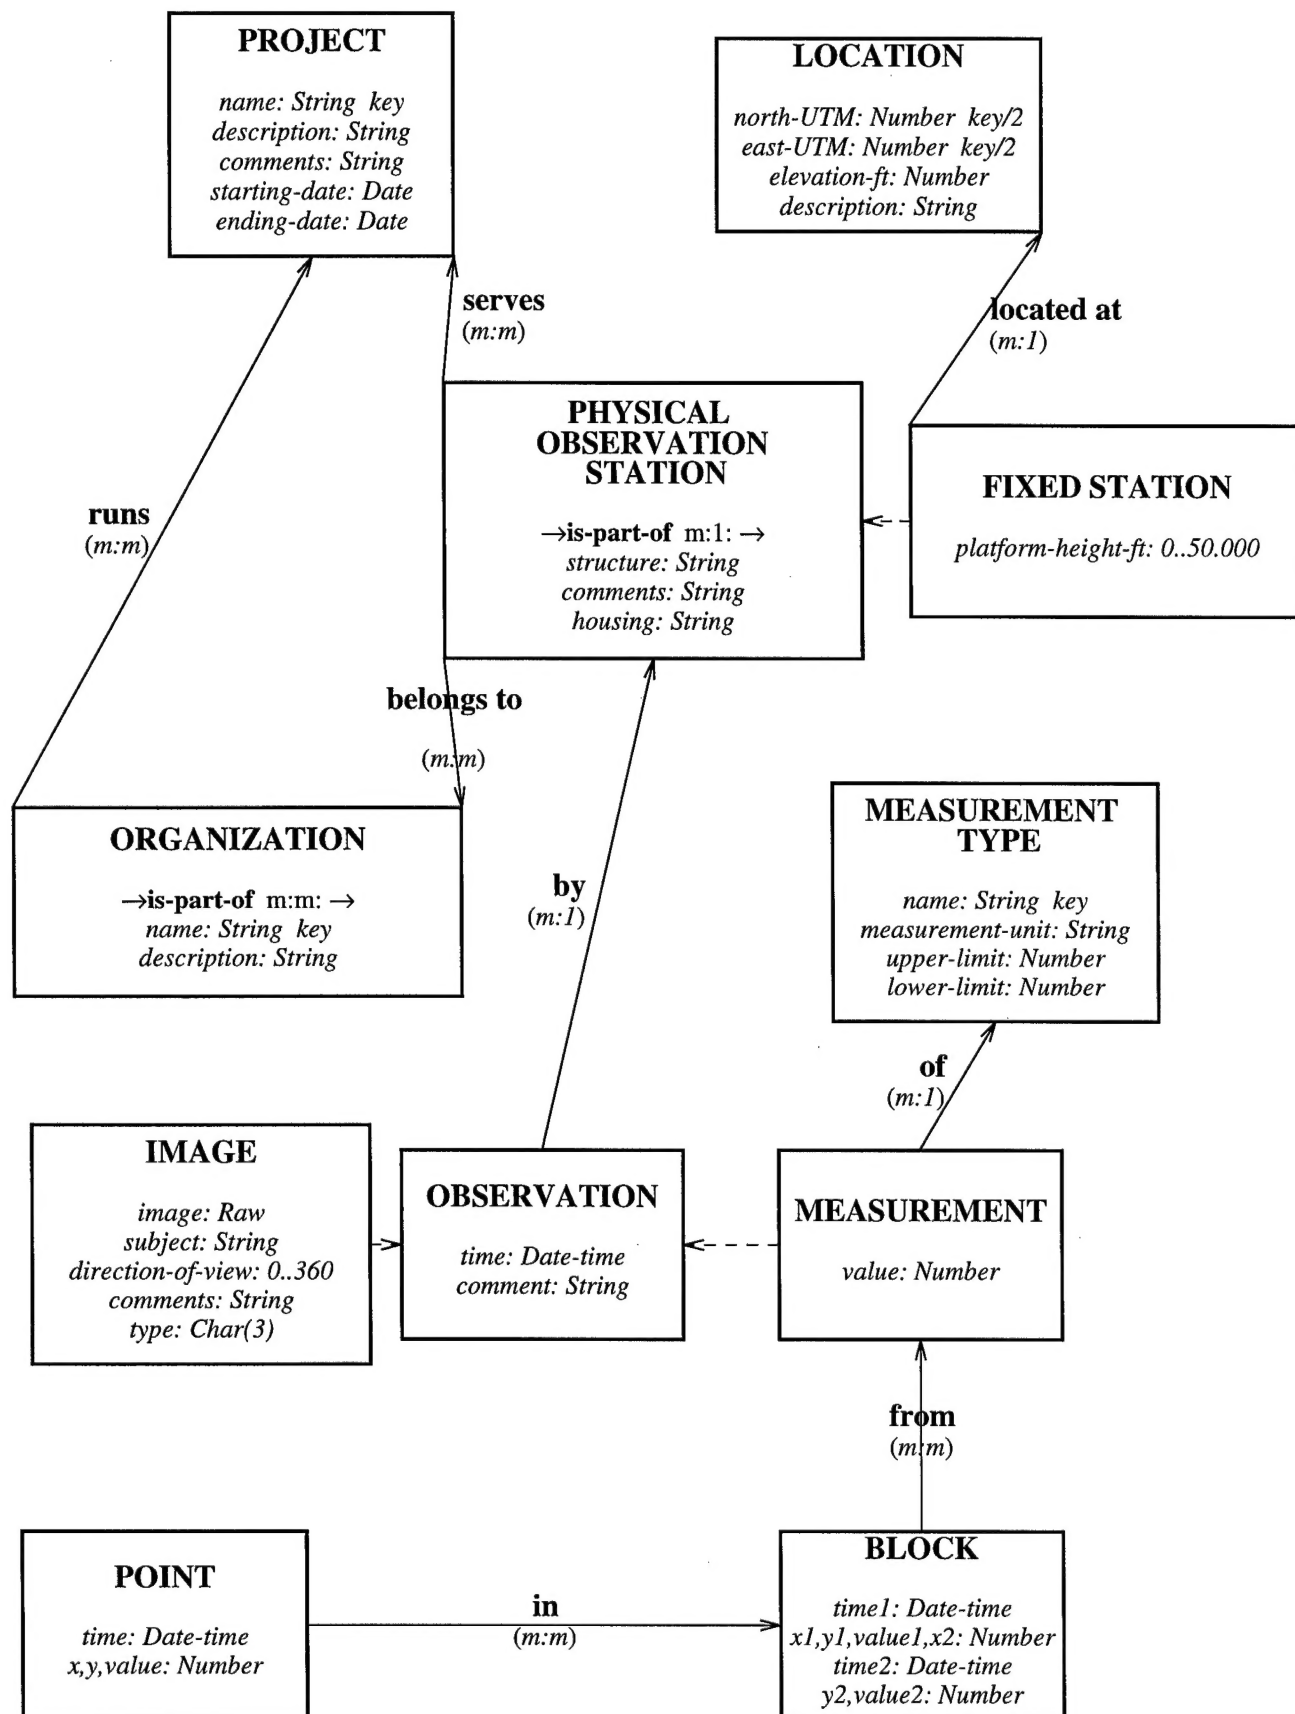 PROJECT
name: String key
description: String
comments: String
starting-date: Date
ending-date: Date
LOCATION
north-UTM: Number key/2
east-UTM: Number key/2
elevation-ft: Number
description: String
serves
(m:m)
located at
(m:1)
PHYSICAL
OBSERVATION
STATION
→is-part-of m:1: →
structure: String
comments: String
housing: String
FIXED STATION
platform-height-ft: 0..50.000
runs
(m:m)
belongs to
(m:m)
ORGANIZATION
→is-part-of m:m: →
name: String key
description: String
by
(m:1)
MEASUREMENT
TYPE
name: String key
measurement-unit: String
upper-limit: Number
lower-limit: Number
of
(m:1)
IMAGE
image: Raw
subject: String
direction-of-view: 0..360
comments: String
type: Char(3)
OBSERVATION
time: Date-time
comment: String
MEASUREMENT
value: Number
from
(m:m)
POINT
time: Date-time
x,y,value: Number
in
(m:m)
BLOCK
time1: Date-time
x1,y1,value1,x2: Number
time2: Date-time
y2,value2: Number